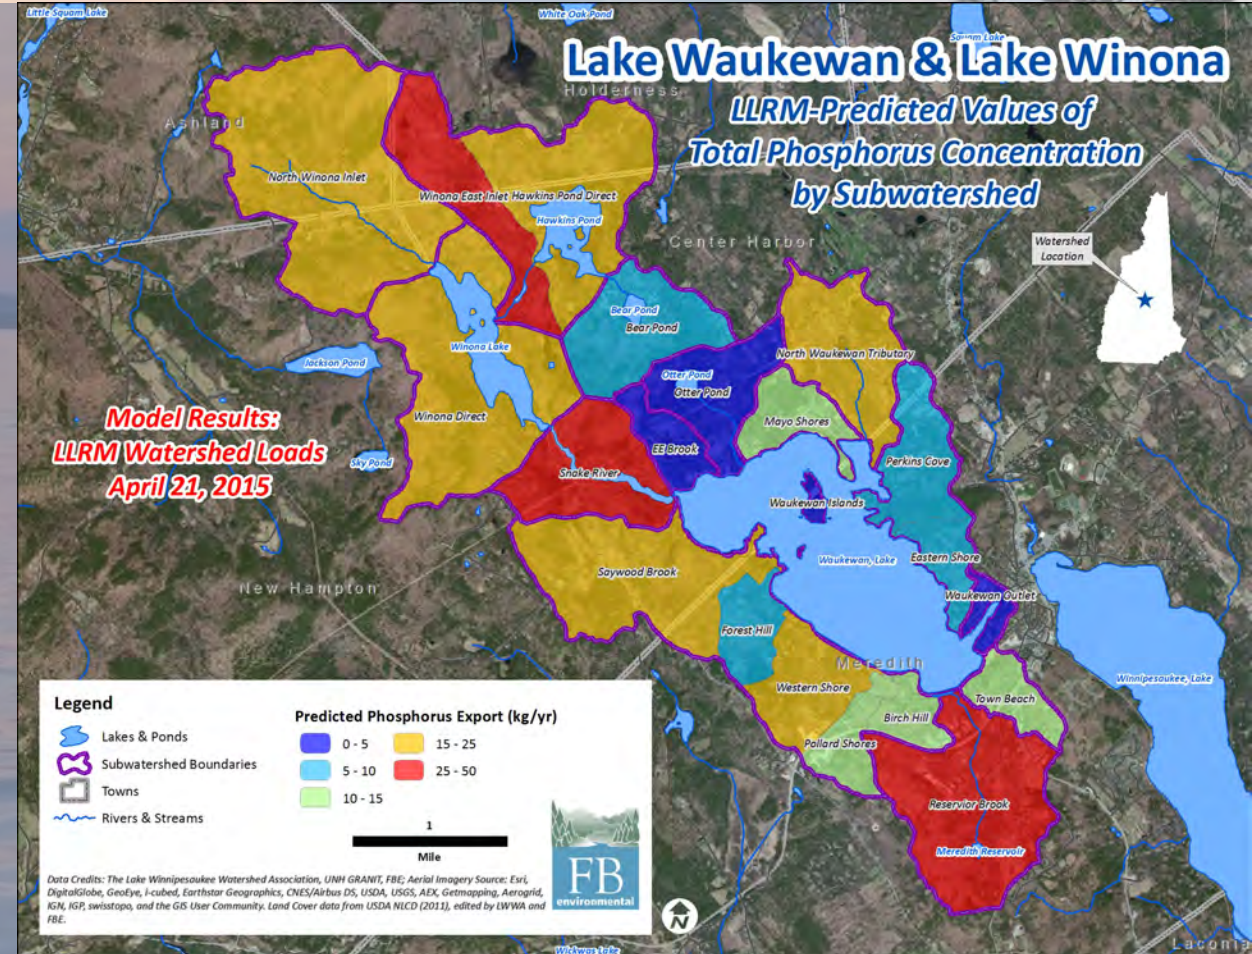 Little Squam Lake
White Oak Pond
Squam Lake
Lake Waukewan & Lake Winona
Holderness
LLRM-Predicted Values of
Total Phosphorus Concentration
by Subwatershed
Ashland
North Winona Inlet
Winona East Inlet
Hawkins Pond Direct
Hawkins Pond
Center Harbor
Watershed
Location
Bear Pond
Bear Pond
Winona Lake
Jackson Pond
North Waukewan Tributary
Otter Pond
Otter Pond
Winona Direct
Mayo Shores
Model Results:
LLRM Watershed Loads
April 21, 2015
EE Brook
Sky Pond
Perkins Cove
Snake River
Waukewan Islands
Waukewan, Lake
Eastern Shore
Saywood Brook
New Hampton
Waukewan Outlet
Forest Hill
Meredith
Western Shore
Winnipesaukee, Lake
Town Beach
Birch Hill
Pollard Shores
Reservior Brook
Meredith Reservoir
Legend
Lakes & Ponds
Subwatershed Boundaries
Towns
Rivers & Streams
Predicted Phosphorus Export (kg/yr)
0 - 5
15 - 25
5 - 10
25 - 50
10 - 15
1
Mile
FB
environmental
Data Credits: The Lake Winnipesaukee Watershed Association, UNH GRANIT, FBE; Aerial Imagery Source: Esri,
DigitalGlobe, GeoEye, i-cubed, Earthstar Geographics, CNES/Airbus DS, USDA, USGS, AEX, Getmapping, Aerogrid,
IGN, IGP, swisstopo, and the GIS User Community. Land Cover data from USDA NLCD (2011), edited by LWWA and
FBE.
N
Wickwas Lake
Laconia